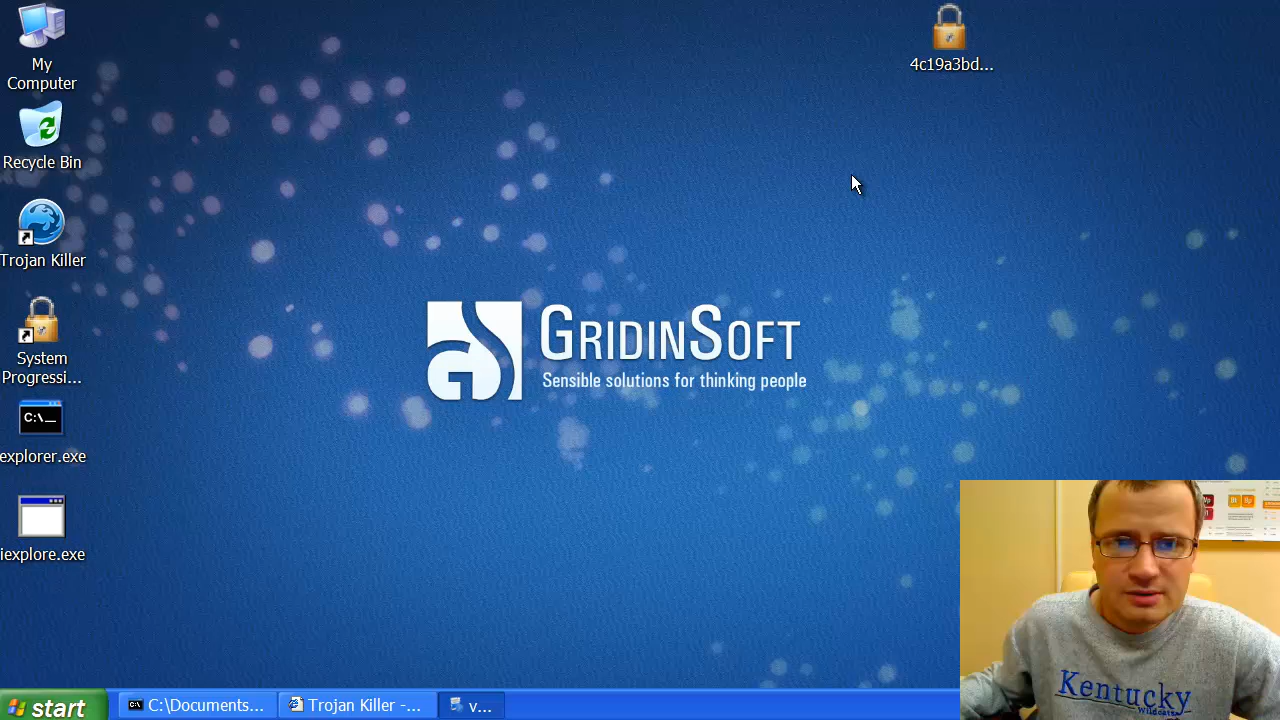 My
Computer
Recycle Bin
Trojan Killer
System
Progressi...
C:\_
explorer.exe
iexplore.exe
4c19a3bd...
GRIDINSOFT
Sensible solutions for thinking people
Kentucky
Wildcats
start
C:\Documents...
Trojan Killer -...
v...